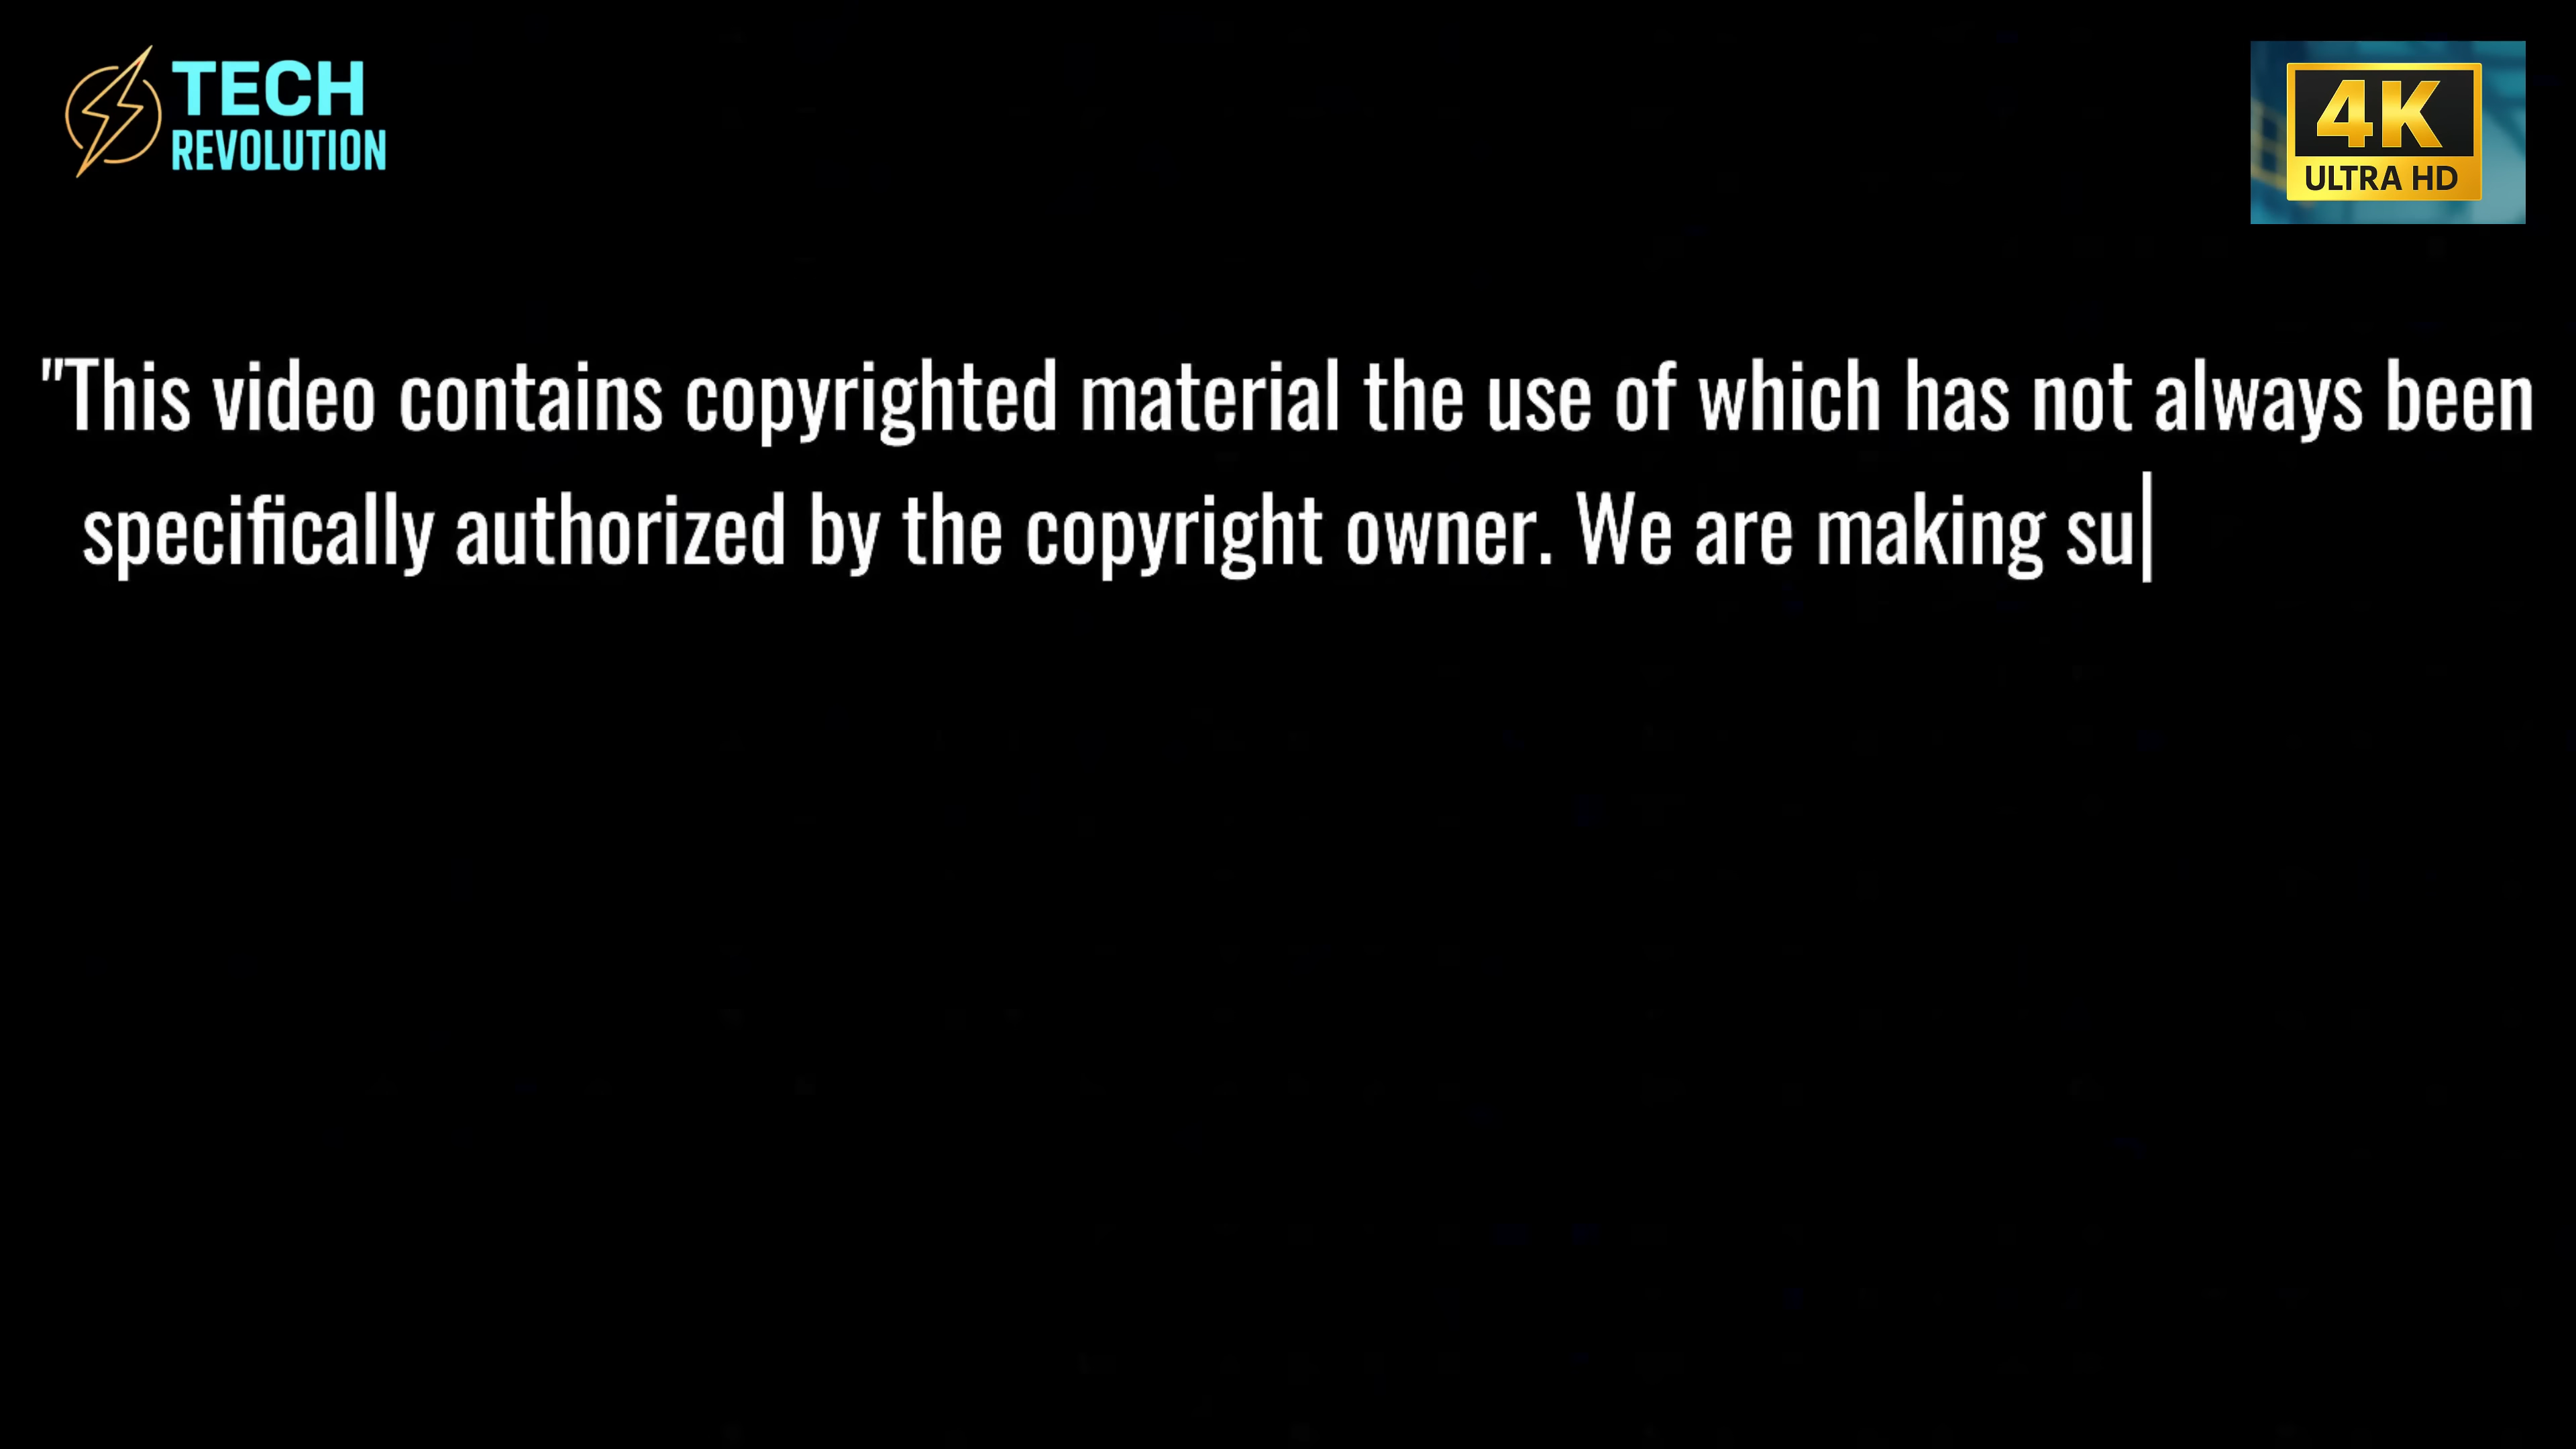 TECH
REVOLUTION
4K
ULTRA HD
"This video contains copyrighted material the use of which has not always been
specifically authorized by the copyright owner. We are making su